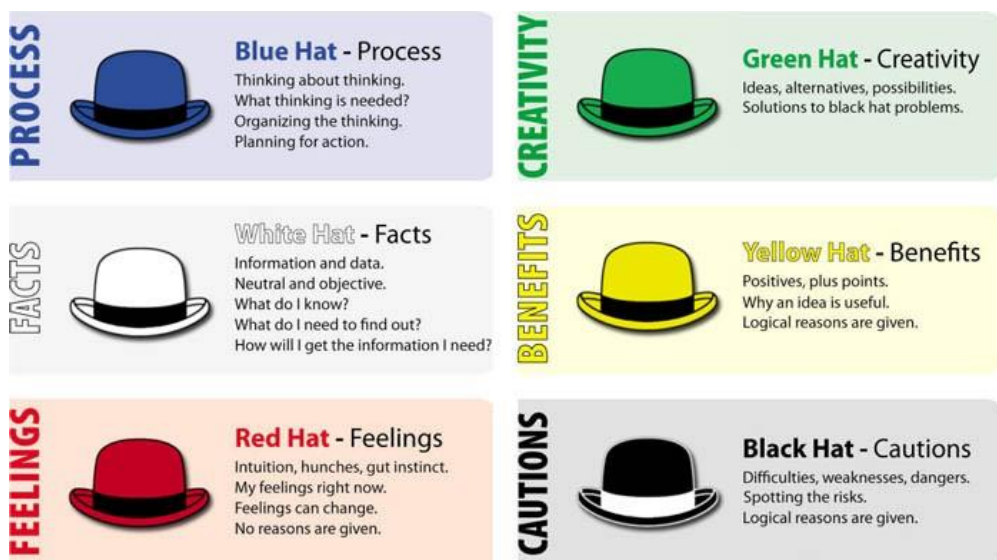 PROCESS
Blue Hat - Process
Thinking about thinking.
What thinking is needed?
Organizing the thinking.
Planning for action.
CREATIVITY
Green Hat - Creativity
Ideas, alternatives, possibilities.
Solutions to black hat problems.
FACTS
White Hat - Facts
Information and data.
Neutral and objective.
What do I know?
What do I need to find out?
How will I get the information I need?
BENEFITS
Yellow Hat - Benefits
Positives, plus points.
Why an idea is useful.
Logical reasons are given.
FEELINGS
Red Hat - Feelings
Intuition, hunches, gut instinct.
My feelings right now.
Feelings can change.
No reasons are given.
CAUTIONS
Black Hat - Cautions
Difficulties, weaknesses, dangers.
Spotting the risks.
Logical reasons are given.